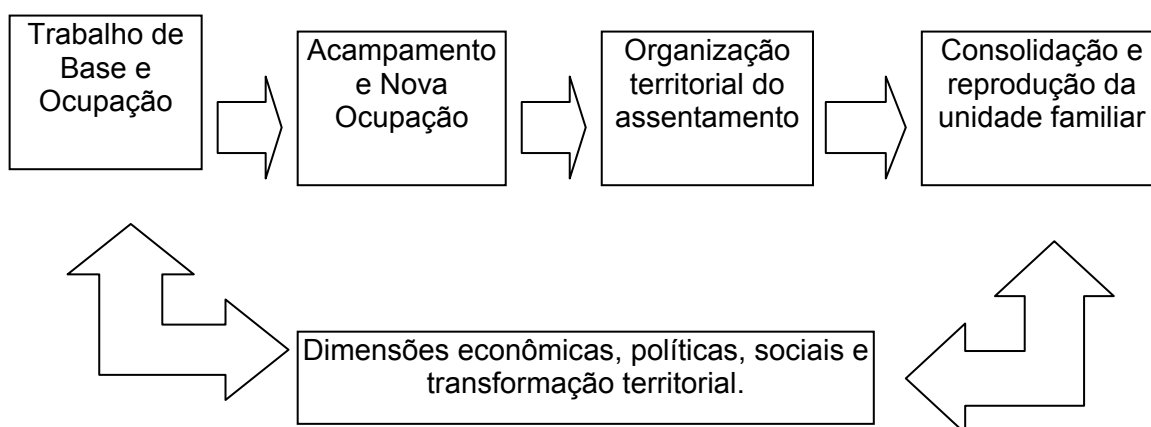 Trabalho de
Base e
Ocupação
Acampamento
e Nova
Ocupação
Organização
territorial do
assentamento
Consolidação e
reprodução da
unidade familiar
Dimensões econômicas, políticas, sociais e
transformação territorial.